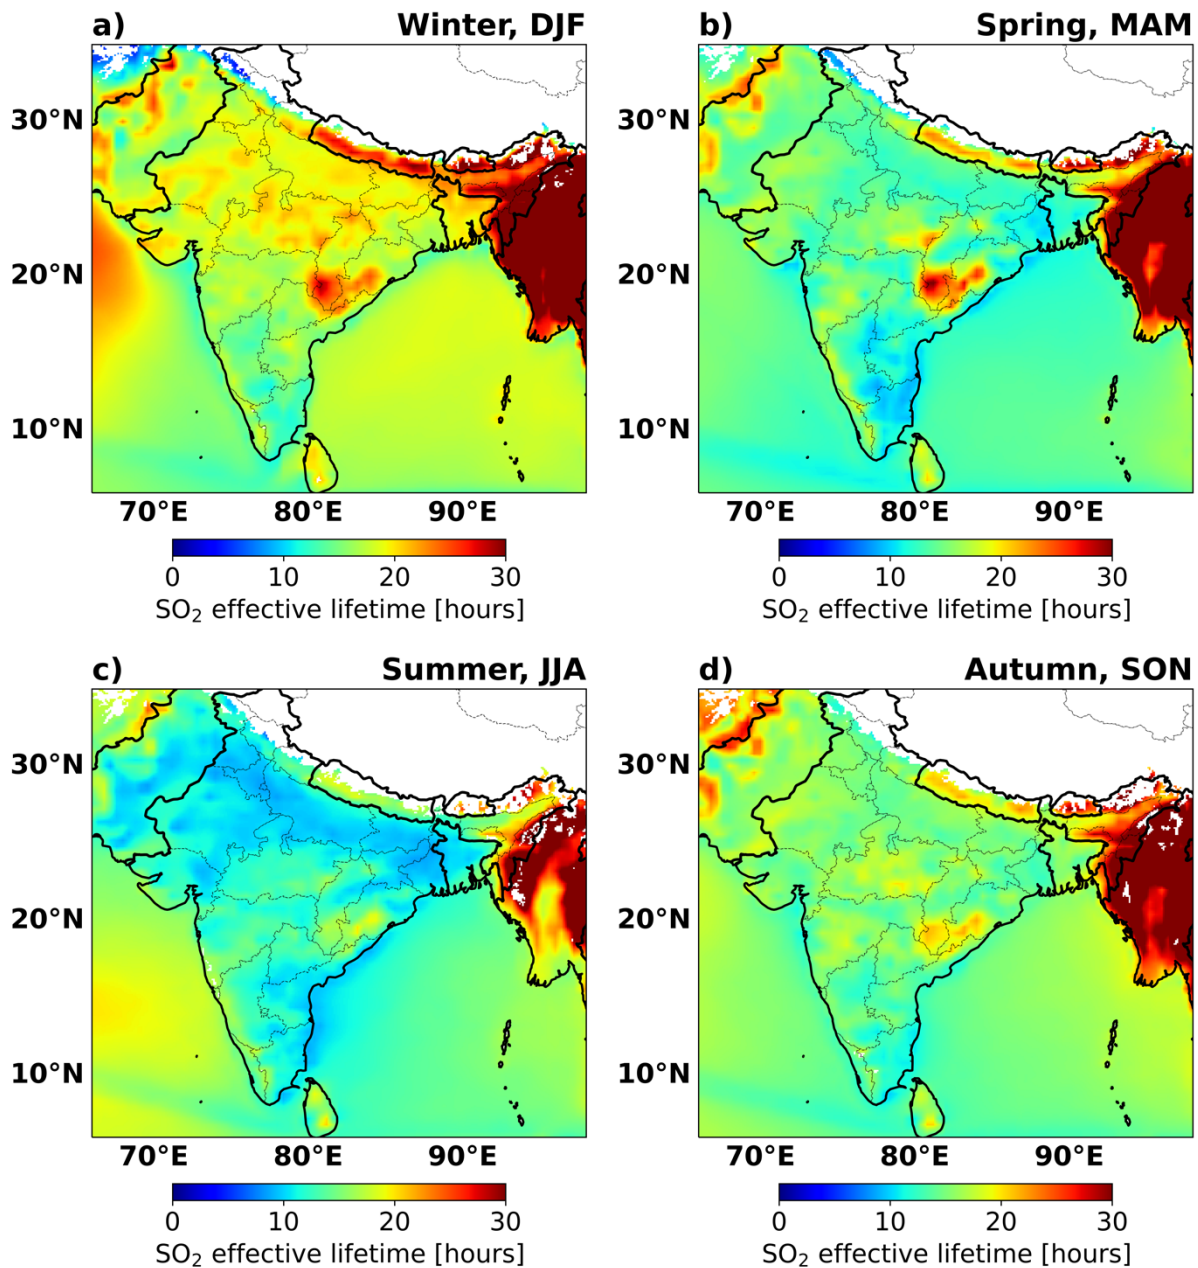 a) Winter, DJF
b) Spring, MAM
30°N
20°N
10°N
70°E 80°E 90°E
0 10 20 30
SO₂ effective lifetime [hours]
30°N
20°N
10°N
70°E 80°E 90°E
0 10 20 30
SO₂ effective lifetime [hours]
c) Summer, JJA
d) Autumn, SON
30°N
20°N
10°N
70°E 80°E 90°E
0 10 20 30
SO₂ effective lifetime [hours]
30°N
20°N
10°N
70°E 80°E 90°E
0 10 20 30
SO₂ effective lifetime [hours]